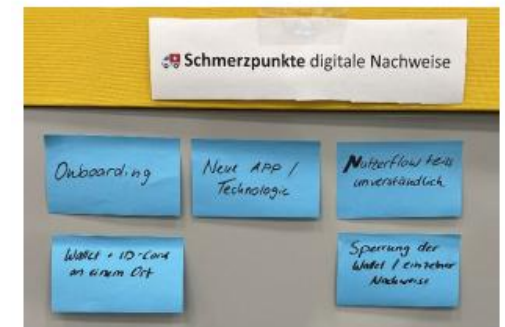 Schmerzpunkte digitale Nachweise
Onboarding
Neue APP /
Technologie
Nutzerflow teils
unverständlich
Wallet + ID-Card
an einem Ort
Sperrung der
Wallet / einzelner
Nachweise